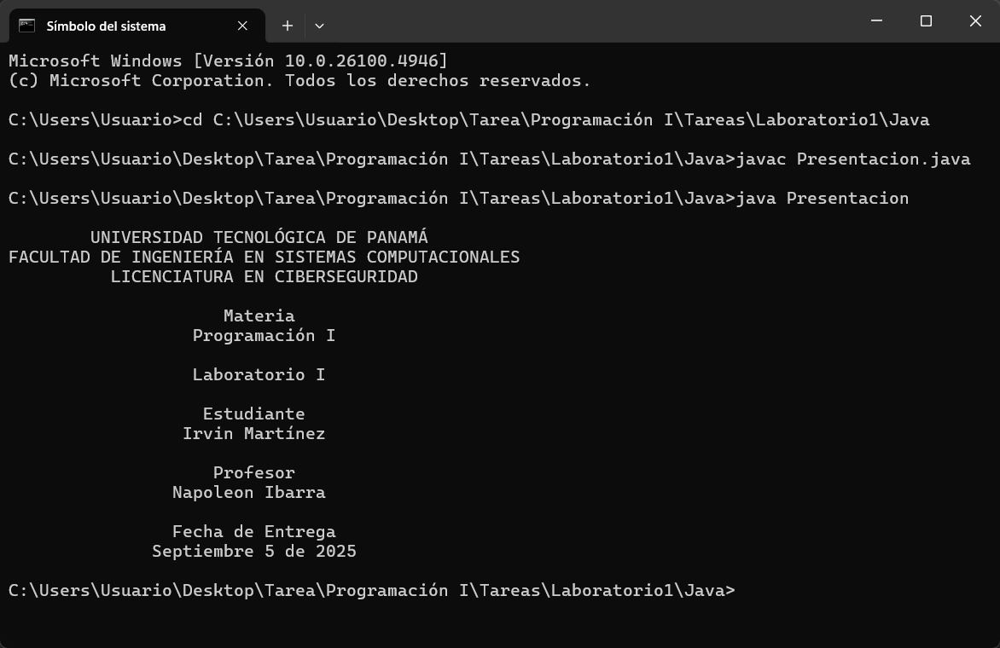 Símbolo del sistema
Microsoft Windows [Versión 10.0.26100.4946]
(c) Microsoft Corporation. Todos los derechos reservados.
C:\Users\Usuario>cd C:\Users\Usuario\Desktop\Tarea\Programación I\Tareas\Laboratorio1\Java
C:\Users\Usuario\Desktop\Tarea\Programación I\Tareas\Laboratorio1\Java>javac Presentacion.java
C:\Users\Usuario\Desktop\Tarea\Programación I\Tareas\Laboratorio1\Java>java Presentacion
UNIVERSIDAD TECNOLÓGICA DE PANAMÁ
FACULTAD DE INGENIERÍA EN SISTEMAS COMPUTACIONALES
LICENCIATURA EN CIBERSEGURIDAD
Materia
Programación I
Laboratorio I
Estudiante
Irvin Martínez
Profesor
Napoleon Ibarra
Fecha de Entrega
Septiembre 5 de 2025
C:\Users\Usuario\Desktop\Tarea\Programación I\Tareas\Laboratorio1\Java>